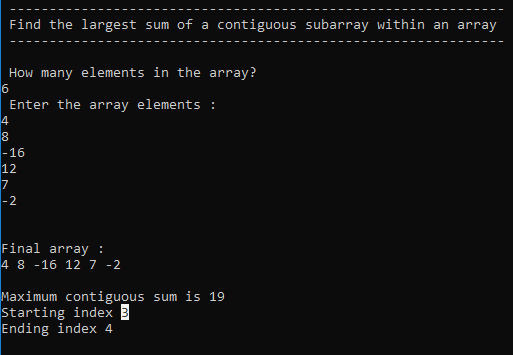 --------------------------------------------------------------
Find the largest sum of a contiguous subarray within an array
--------------------------------------------------------------
How many elements in the array?
6
Enter the array elements :
4
8
-16
12
7
-2
Final array :
4 8 -16 12 7 -2
Maximum contiguous sum is 19
Starting index 3
Ending index 4